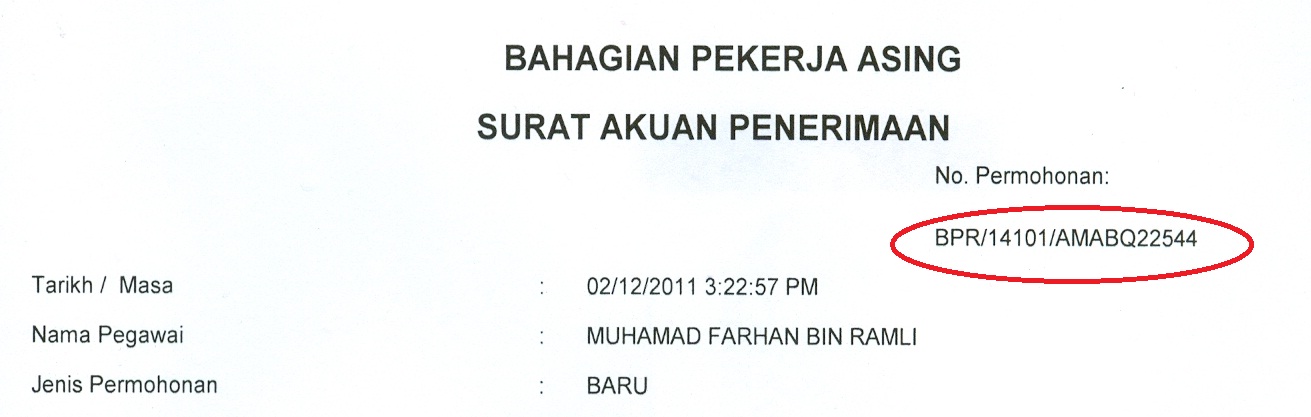 BAHAGIAN PEKERJA ASING
SURAT AKUAN PENERIMAAN
No. Permohonan:
BPR/14101/AMABQ22544
Tarikh / Masa : 02/12/2011 3:22:57 PM
Nama Pegawai : MUHAMAD FARHAN BIN RAMLI
Jenis Permohonan : BARU